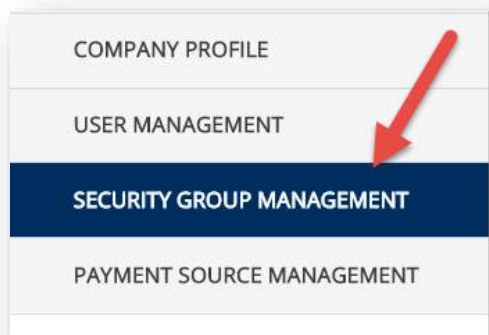 COMPANY PROFILE
USER MANAGEMENT
SECURITY GROUP MANAGEMENT
PAYMENT SOURCE MANAGEMENT